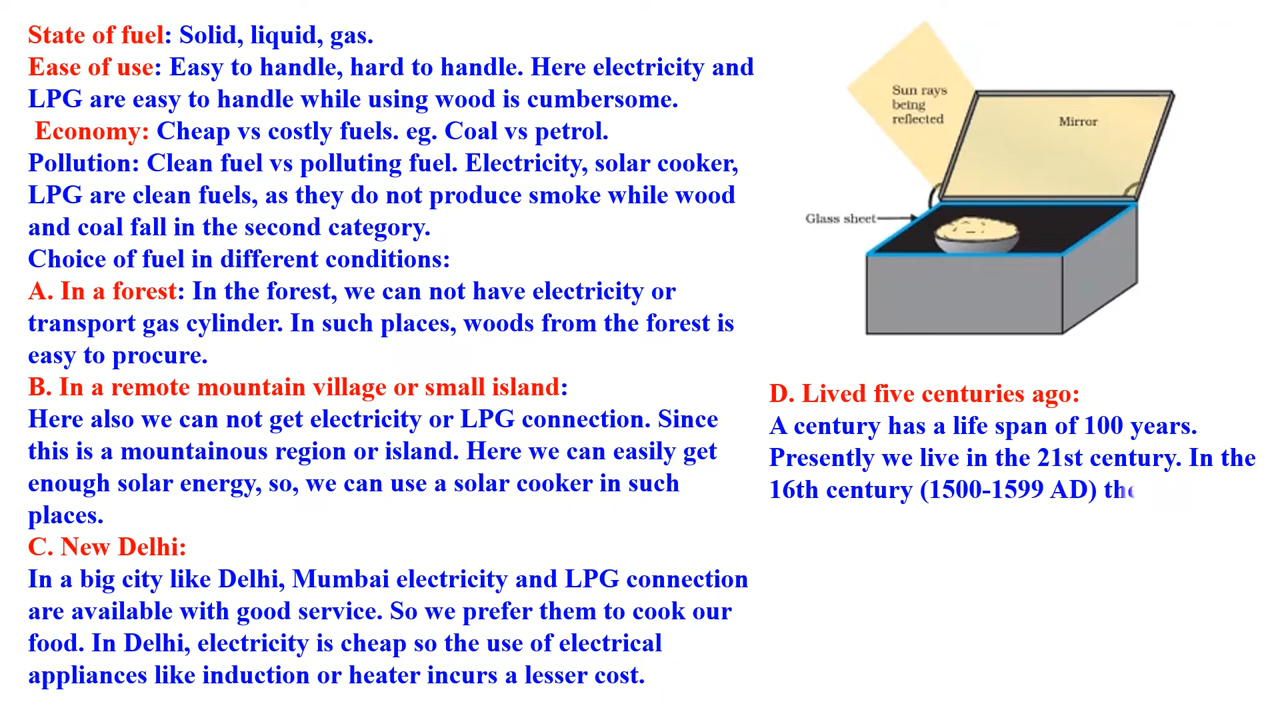 State of fuel: Solid, liquid, gas.
Ease of use: Easy to handle, hard to handle. Here electricity and
LPG are easy to handle while using wood is cumbersome.
Economy: Cheap vs costly fuels. eg. Coal vs petrol.
Pollution: Clean fuel vs polluting fuel. Electricity, solar cooker,
LPG are clean fuels, as they do not produce smoke while wood
and coal fall in the second category.
Choice of fuel in different conditions:
A. In a forest: In the forest, we can not have electricity or
transport gas cylinder. In such places, woods from the forest is
easy to procure.
B. In a remote mountain village or small island:
Here also we can not get electricity or LPG connection. Since
this is a mountainous region or island. Here we can easily get
enough solar energy, so, we can use a solar cooker in such
places.
C. New Delhi:
In a big city like Delhi, Mumbai electricity and LPG connection
are available with good service. So we prefer them to cook our
food. In Delhi, electricity is cheap so the use of electrical
appliances like induction or heater incurs a lesser cost.
Sun rays
being
reflected
Mirror
Glass sheet
D. Lived five centuries ago:
A century has a life span of 100 years.
Presently we live in the 21st century. In the
16th century (1500-1599 AD)